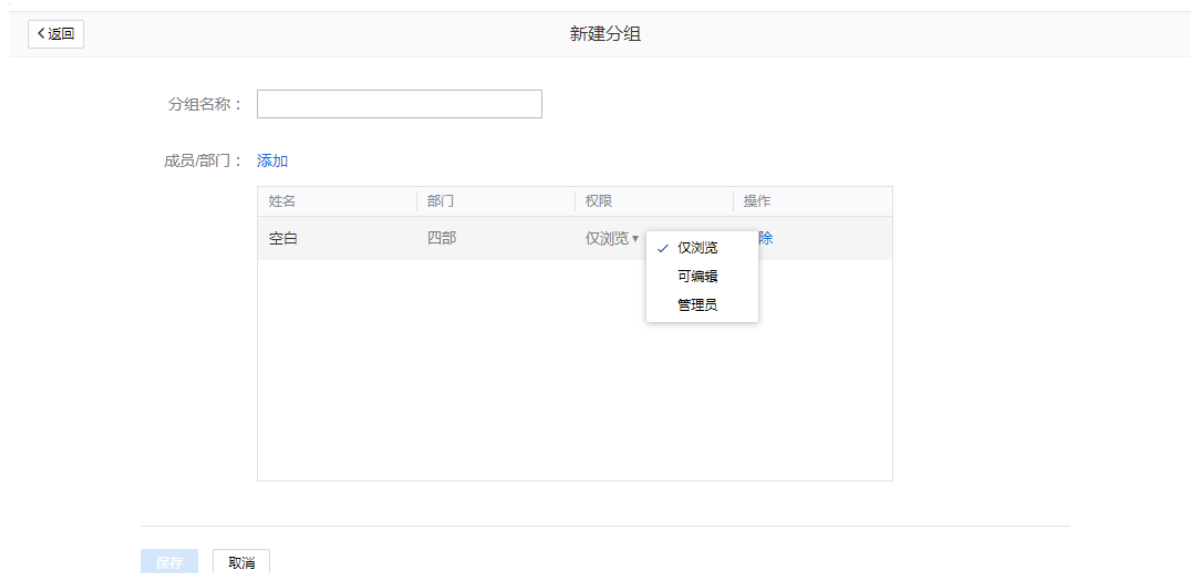 返回
新建分组
分组名称：
成员/部门： 添加
姓名 部门 权限 操作
空白 四部 仅浏览 除
仅浏览
可编辑
管理员
保存 取消